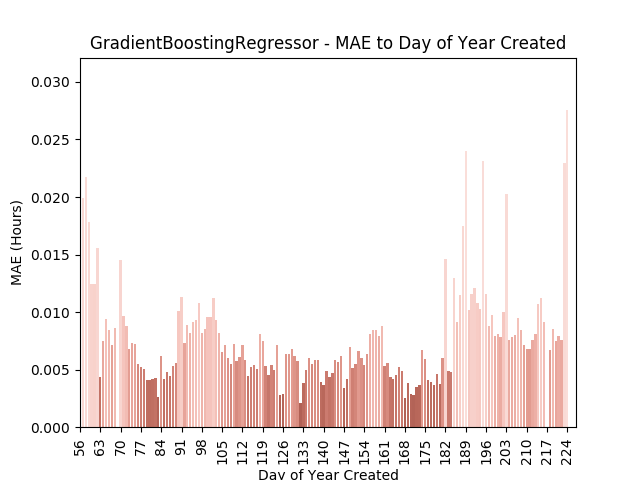 GradientBoostingRegressor - MAE to Day of Year Created
0.030
0.025
0.020
0.015
0.010
0.005
0.000
MAE (Hours)
56 63 70 77 84 91 98 105 112 119 126 133 140 147 154 161 168 175 182 189 196 203 210 217 224
Day of Year Created